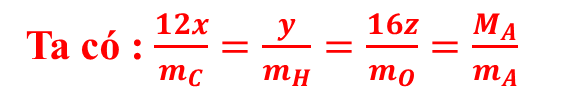 Ta có : 12x/m_C = y/m_H = 16z/m_O = M_A/m_A